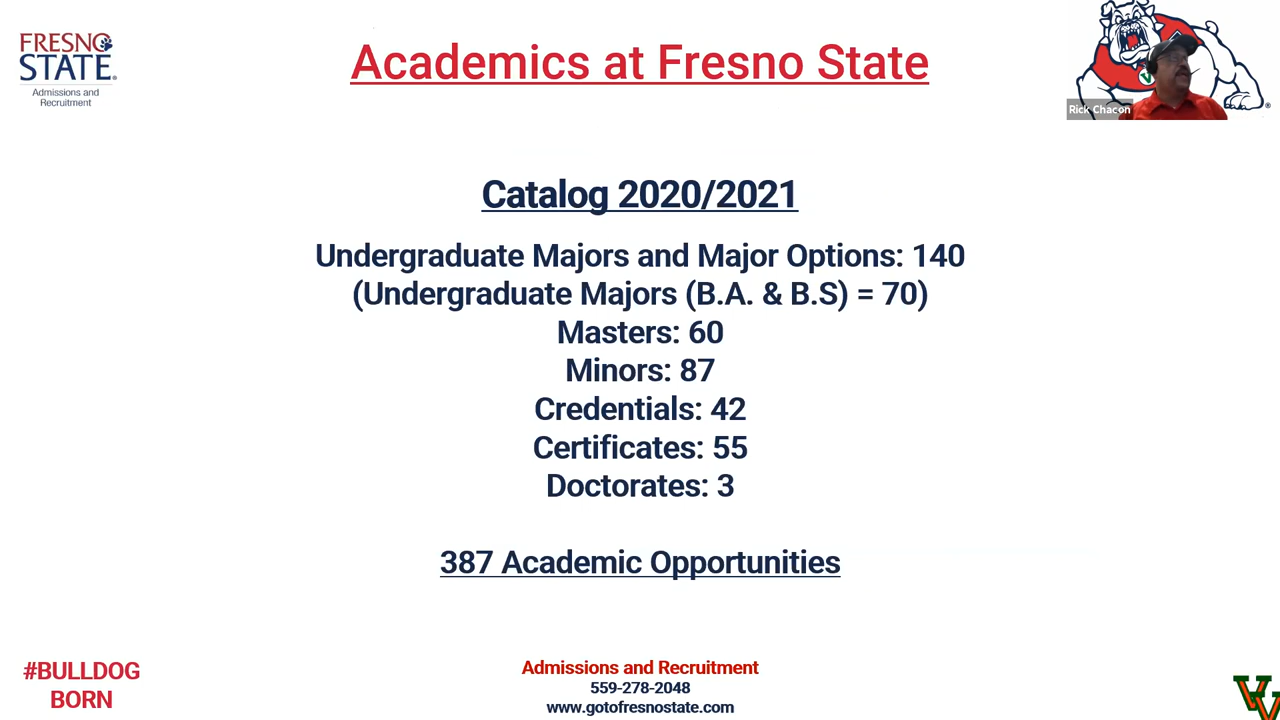 FRESNO
STATE®
Admissions and
Recruitment
Academics at Fresno State
Rick Chacon
Catalog 2020/2021
Undergraduate Majors and Major Options: 140
(Undergraduate Majors (B.A. & B.S) = 70)
Masters: 60
Minors: 87
Credentials: 42
Certificates: 55
Doctorates: 3
387 Academic Opportunities
#BULLDOG
BORN
Admissions and Recruitment
559-278-2048
www.gotofresnostate.com
VV